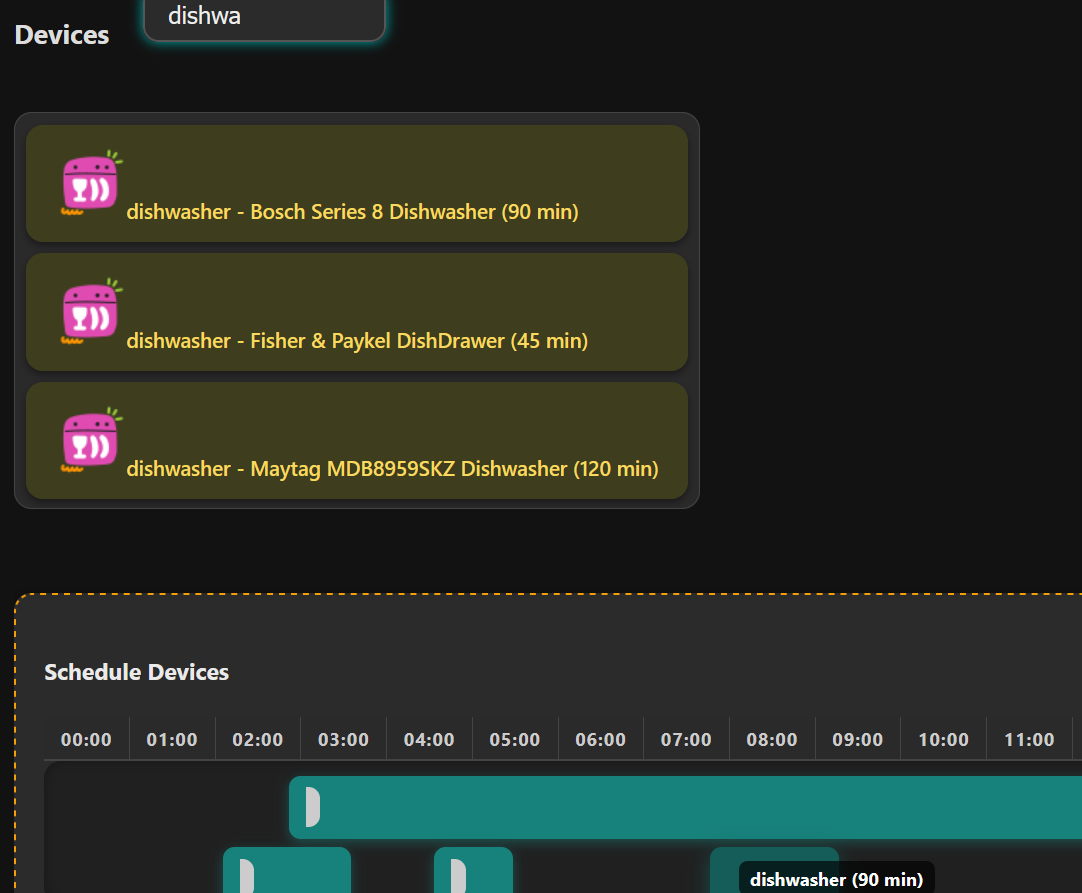 dishwa
Devices
dishwasher - Bosch Series 8 Dishwasher (90 min)
dishwasher - Fisher & Paykel DishDrawer (45 min)
dishwasher - Maytag MDB8959SKZ Dishwasher (120 min)
Schedule Devices
00:00 01:00 02:00 03:00 04:00 05:00 06:00 07:00 08:00 09:00 10:00 11:00
dishwasher (90 min)